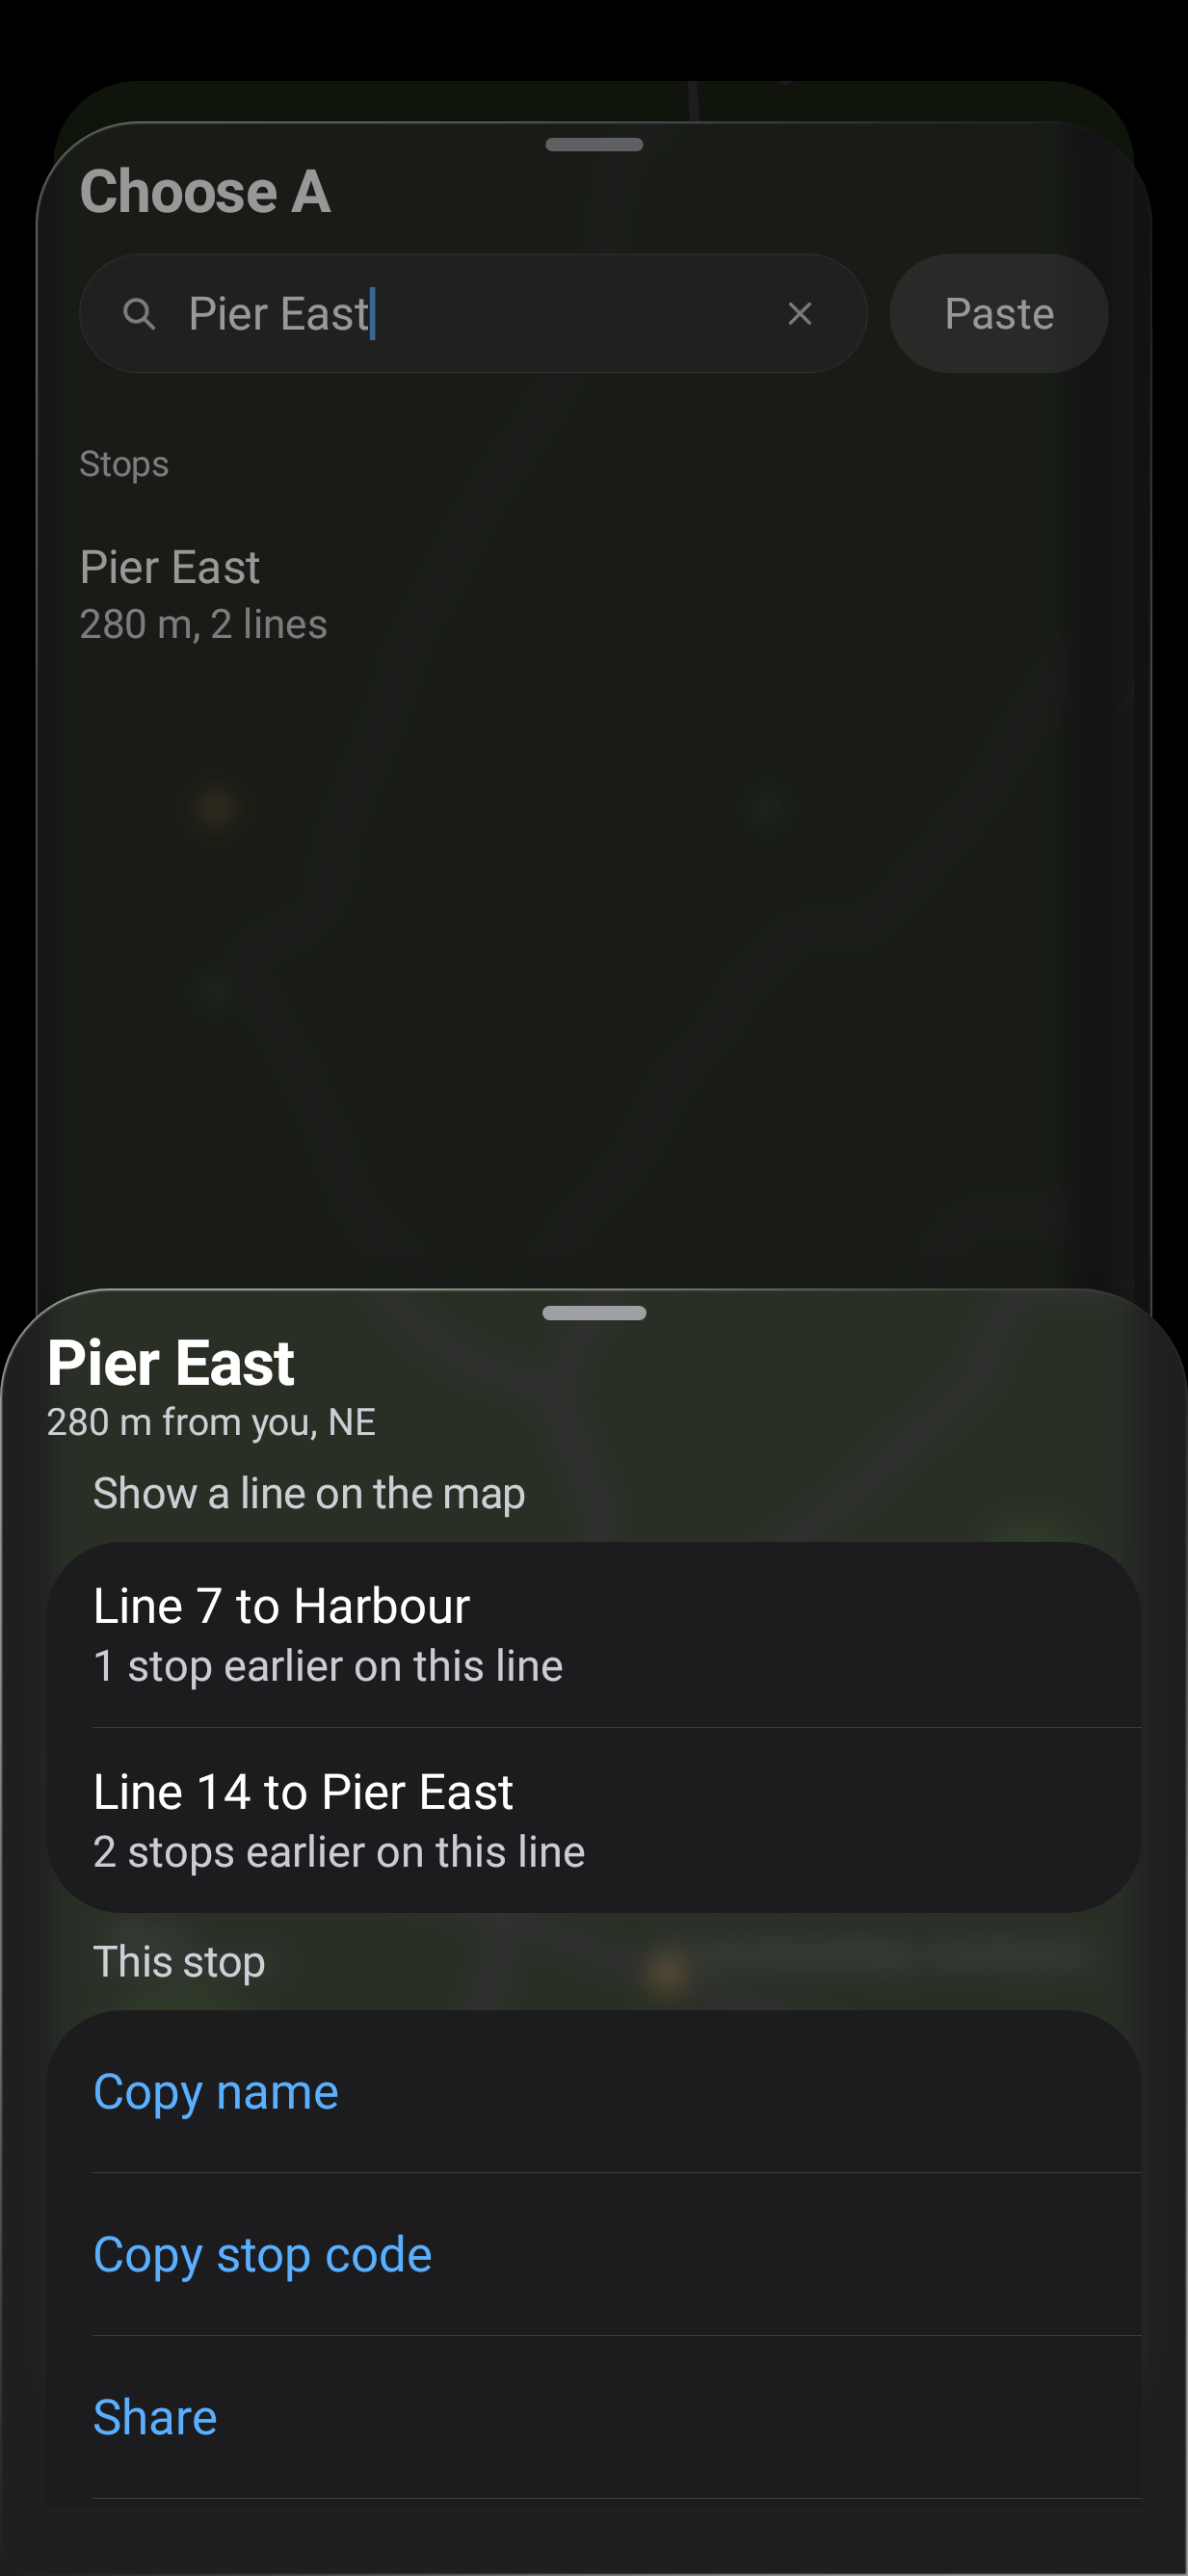 Choose A
Pier East
Paste
Stops
Pier East
280 m, 2 lines
Pier East
280 m from you, NE
Show a line on the map
Line 7 to Harbour
1 stop earlier on this line
Line 14 to Pier East
2 stops earlier on this line
This stop
Copy name
Copy stop code
Share